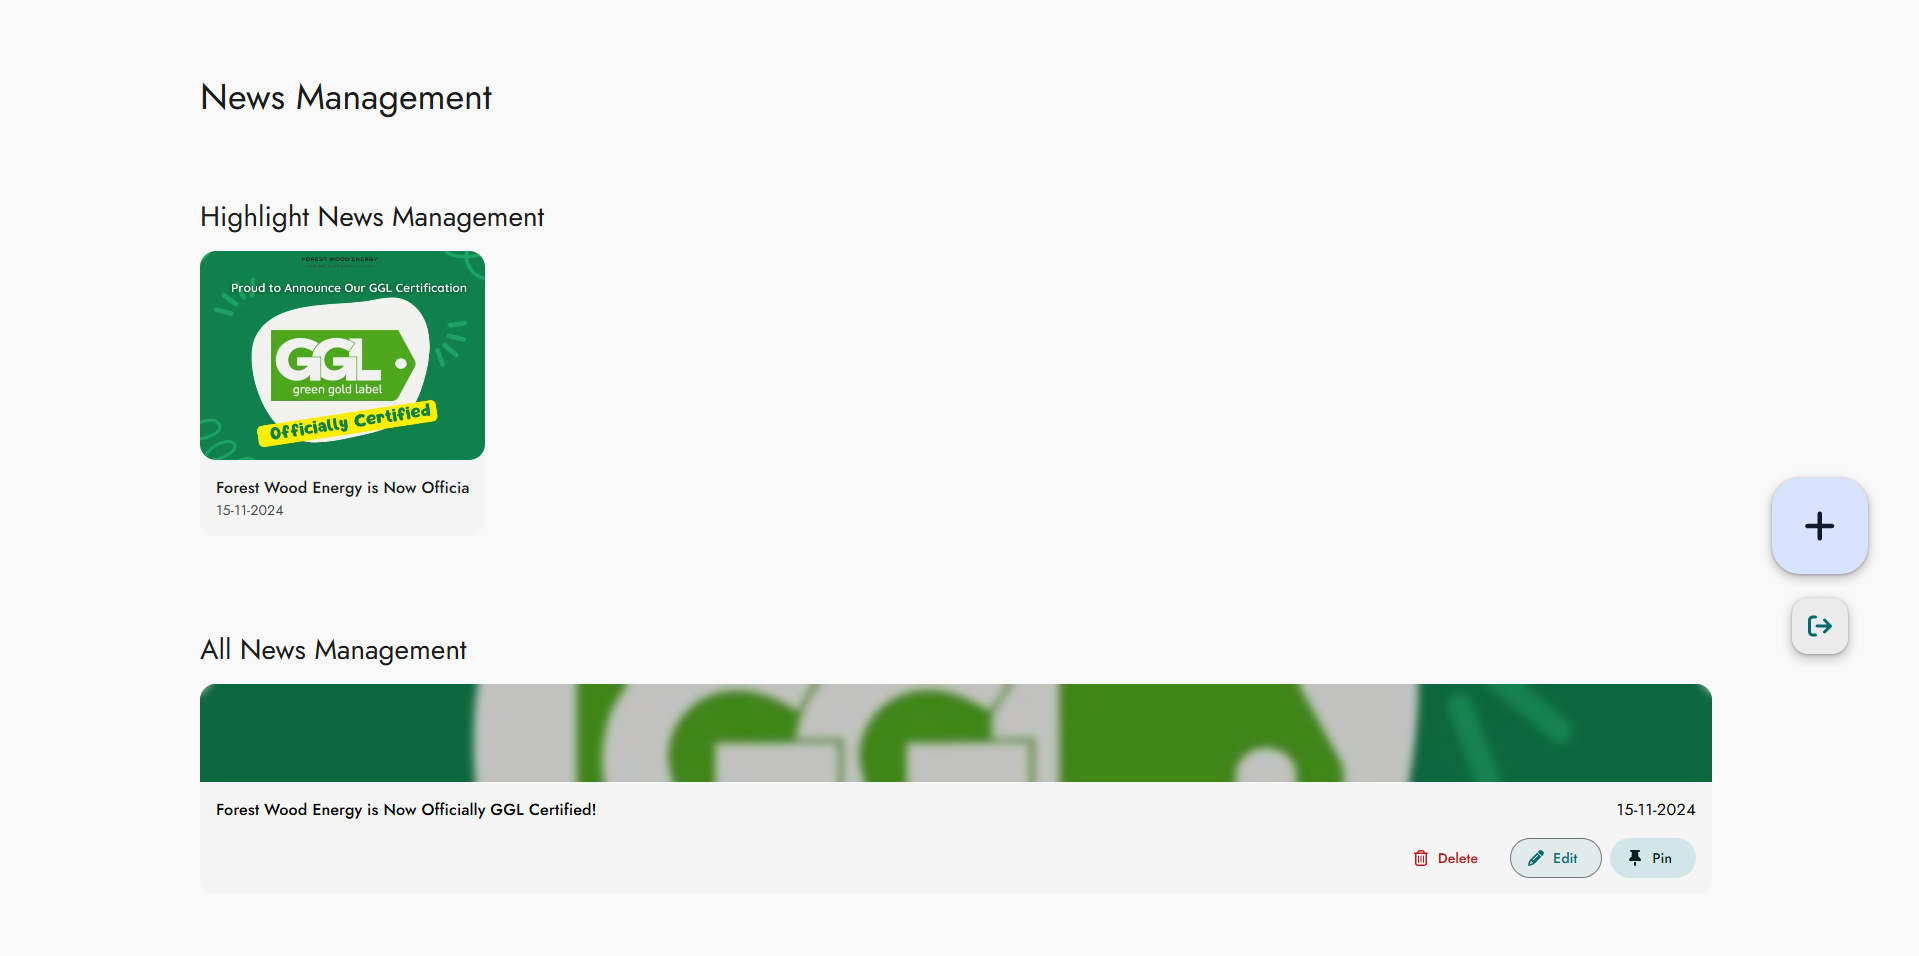 News Management
Highlight News Management
FOREST WOOD ENERGY
Proud to Announce Our GGL Certification
GGL
green gold label
Officially Certified
Forest Wood Energy is Now Officia
15-11-2024
All News Management
Forest Wood Energy is Now Officially GGL Certified!
15-11-2024
Delete
Edit
Pin